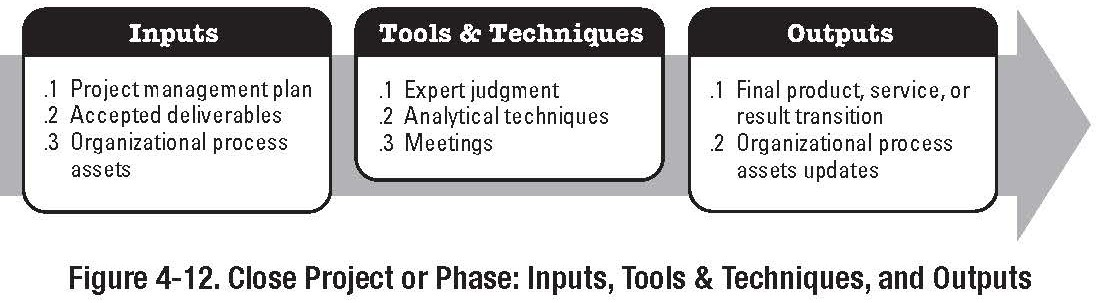 Inputs
.1 Project management plan
.2 Accepted deliverables
.3 Organizational process
assets
Tools & Techniques
.1 Expert judgment
.2 Analytical techniques
.3 Meetings
Outputs
.1 Final product, service, or
result transition
.2 Organizational process
assets updates
Figure 4-12. Close Project or Phase: Inputs, Tools & Techniques, and Outputs